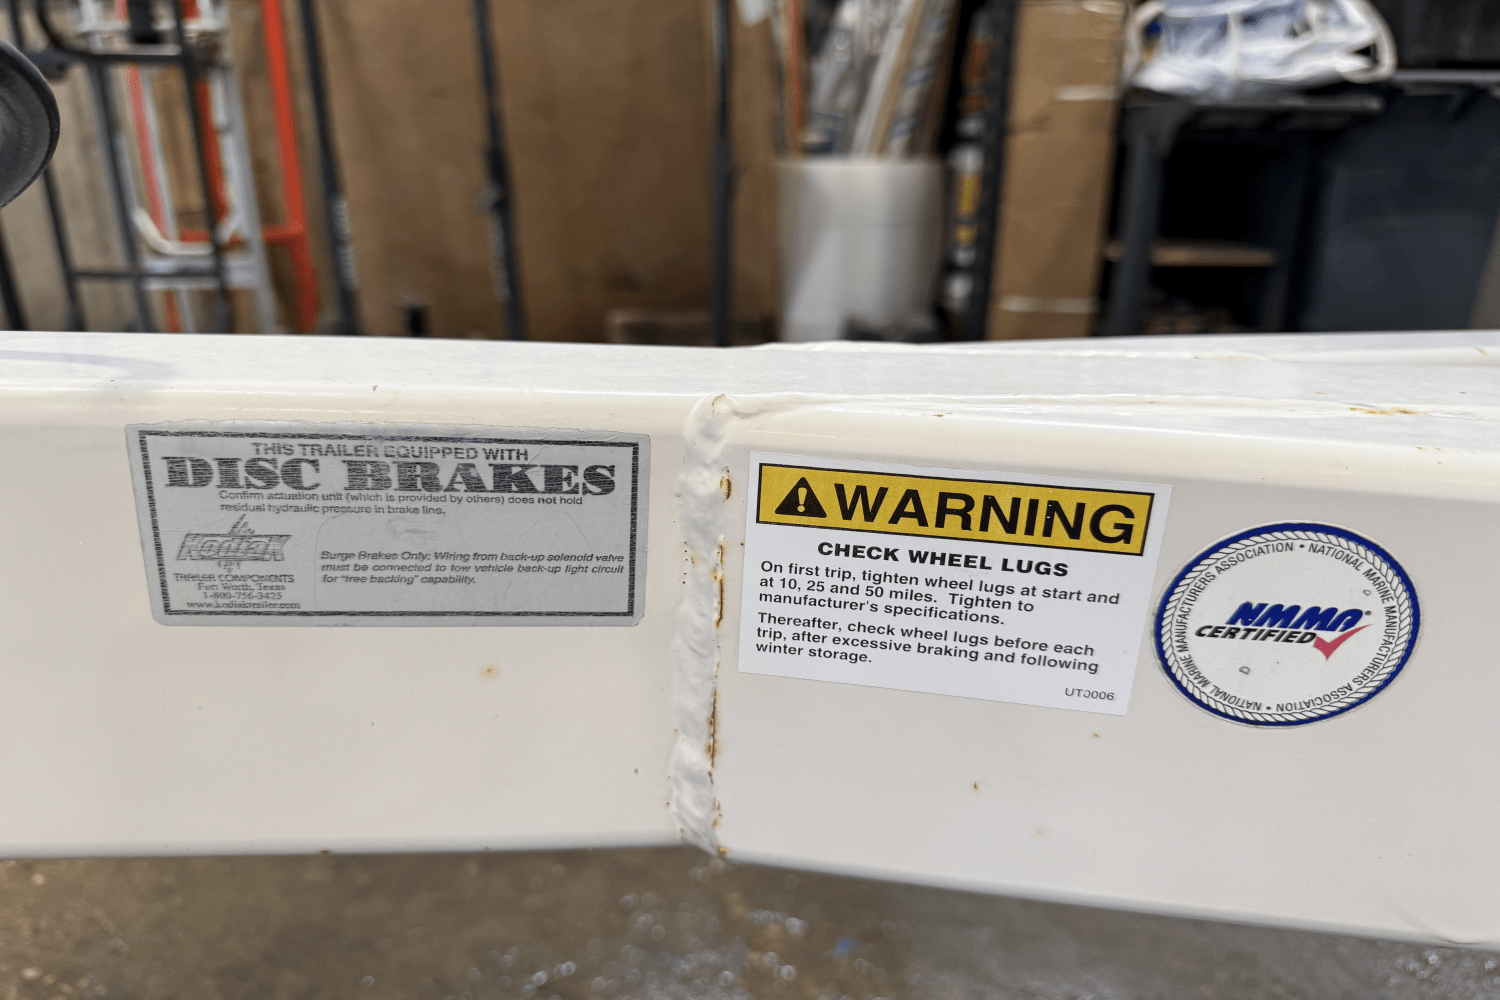 THIS TRAILER EQUIPPED WITH
DISC BRAKES
Confirm actuation unit (which is provided by others) does not hold
residual hydraulic pressure in brake line.
Kodiak
TRAILER COMPONENTS
Fort Worth, Texas
1-800-756-3425
www.kodiaktrailer.com
Surge Brakes Only: Wiring from back-up solenoid valve
must be connected to tow vehicle back-up light circuit
for "free backing" capability.
WARNING
CHECK WHEEL LUGS
On first trip, tighten wheel lugs at start and
at 10, 25 and 50 miles. Tighten to
manufacturer's specifications.
Thereafter, check wheel lugs before each
trip, after excessive braking and following
winter storage.
UT0006
NATIONAL MARINE MANUFACTURERS ASSOCIATION • NATIONAL MARINE MANUFACTURERS ASSOCIATION •
NMMA®
CERTIFIED